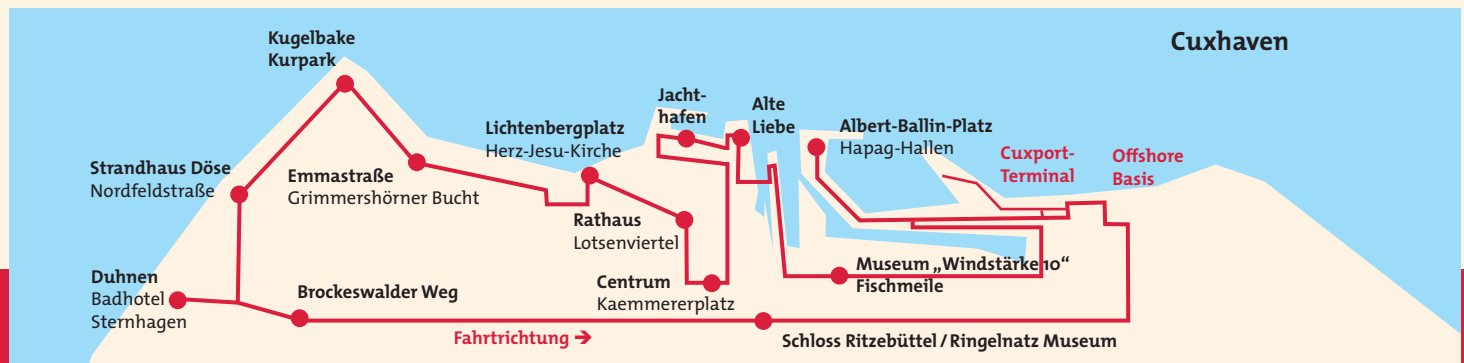 Cuxhaven
Kugelbake
Kurpark
Jacht-
hafen
Alte
Liebe
Lichtenbergplatz
Herz-Jesu-Kirche
Albert-Ballin-Platz
Hapag-Hallen
Cuxport-
Terminal
Offshore
Basis
Strandhaus Döse
Nordfeldstraße
Emmastraße
Grimmershörner Bucht
Rathaus
Lotsenviertel
Duhnen
Badhotel
Sternhagen
Brockeswalder Weg
Centrum
Kaemmererplatz
Museum „Windstärke10“
Fischmeile
Fahrtrichtung ➔
Schloss Ritzebüttel / Ringelnatz Museum